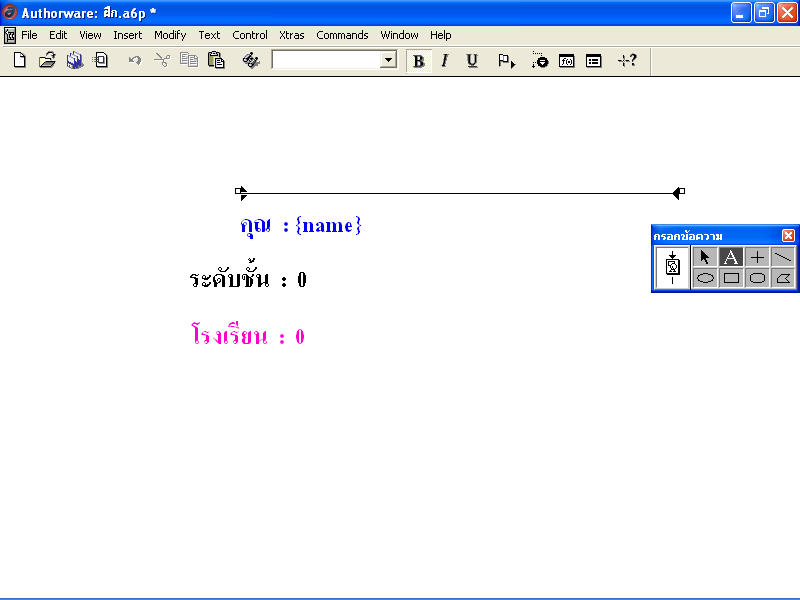 Authorware: ฝึก.a6p *
File Edit View Insert Modify Text Control Xtras Commands Window Help
B I U
คุณ : {name}
กรอกข้อความ
A
ระดับชั้น : 0
โรงเรียน : 0